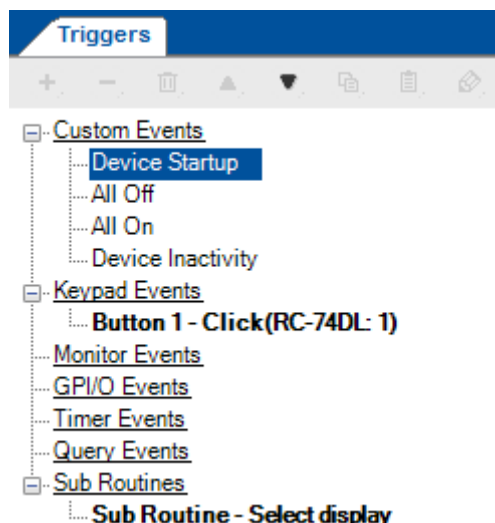 Triggers
Custom Events
Device Startup
All Off
All On
Device Inactivity
Keypad Events
Button 1 - Click(RC-74DL: 1)
Monitor Events
GPI/O Events
Timer Events
Query Events
Sub Routines
Sub Routine - Select display